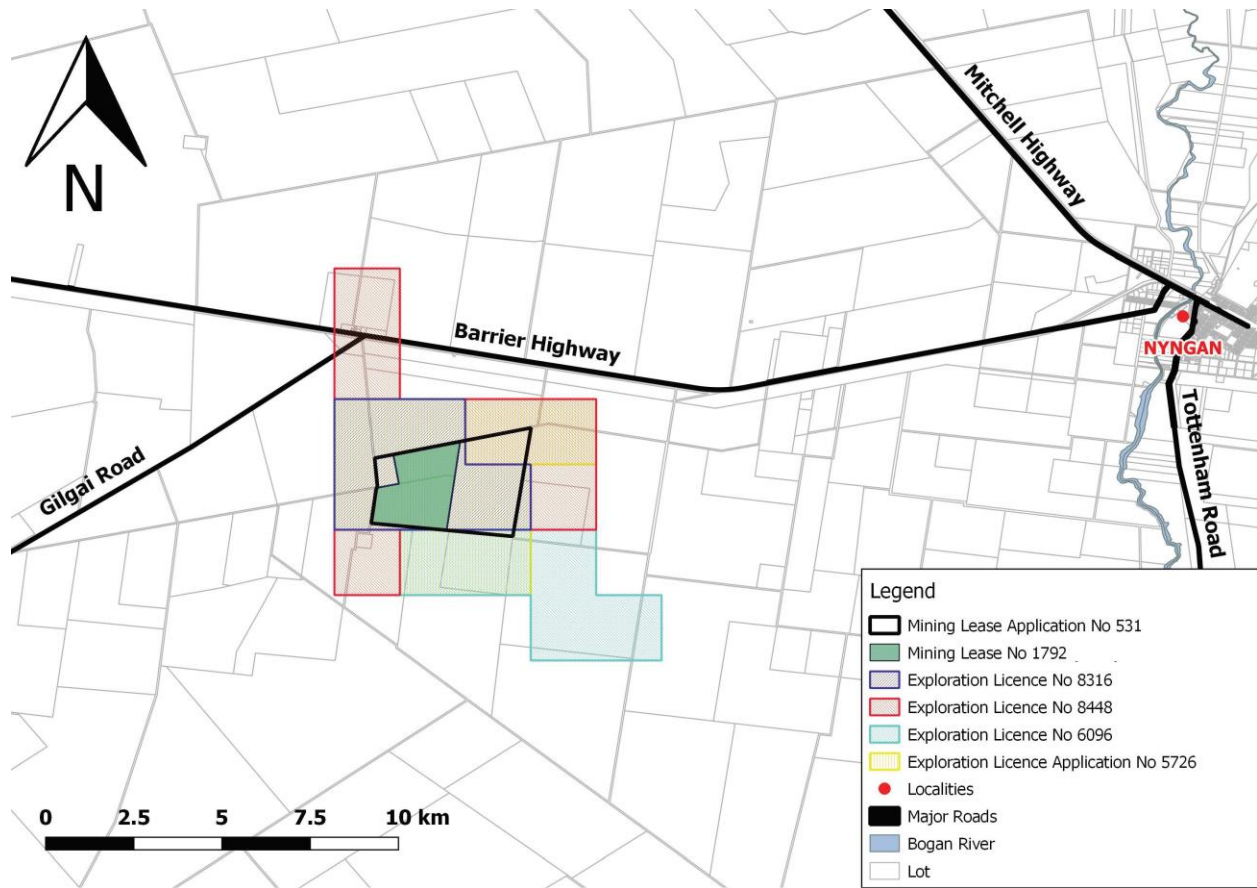 N
Mitchell Highway
Barrier Highway
NYNGAN
Gilgai Road
Tottenham Road
0 2.5 5 7.5 10 km
Legend
Mining Lease Application No 531
Mining Lease No 1792
Exploration Licence No 8316
Exploration Licence No 8448
Exploration Licence No 6096
Exploration Licence Application No 5726
Localities
Major Roads
Bogan River
Lot